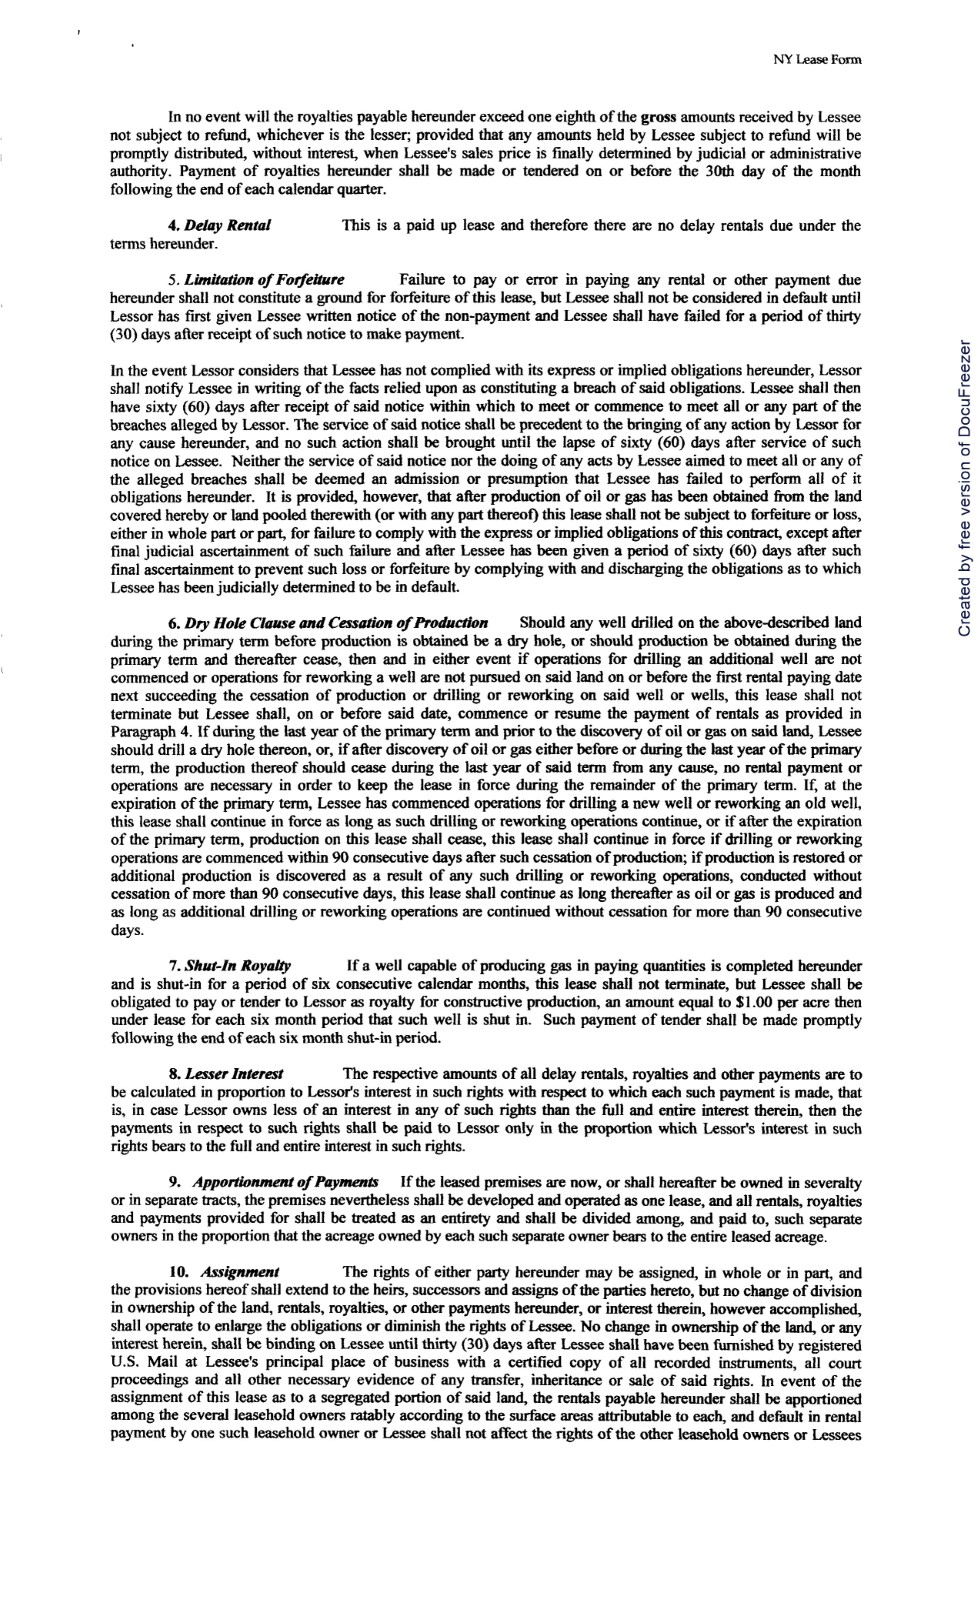 NY Lease Form
In no event will the royalties payable hereunder exceed one eighth of the gross amounts received by Lessee
not subject to refund, whichever is the lesser; provided that any amounts held by Lessee subject to refund will be
promptly distributed, without interest, when Lessee's sales price is finally determined by judicial or administrative
authority. Payment of royalties hereunder shall be made or tendered on or before the 30th day of the month
following the end of each calendar quarter.
4. Delay Rental This is a paid up lease and therefore there are no delay rentals due under the
terms hereunder.
5. Limitation of Forfeiture Failure to pay or error in paying any rental or other payment due
hereunder shall not constitute a ground for forfeiture of this lease, but Lessee shall not be considered in default until
Lessor has first given Lessee written notice of the non-payment and Lessee shall have failed for a period of thirty
(30) days after receipt of such notice to make payment.
In the event Lessor considers that Lessee has not complied with its express or implied obligations hereunder, Lessor
shall notify Lessee in writing of the facts relied upon as constituting a breach of said obligations. Lessee shall then
have sixty (60) days after receipt of said notice within which to meet or commence to meet all or any part of the
breaches alleged by Lessor. The service of said notice shall be precedent to the bringing of any action by Lessor for
any cause hereunder, and no such action shall be brought until the lapse of sixty (60) days after service of such
notice on Lessee. Neither the service of said notice nor the doing of any acts by Lessee aimed to meet all or any of
the alleged breaches shall be deemed an admission or presumption that Lessee has failed to perform all of it
obligations hereunder. It is provided, however, that after production of oil or gas has been obtained from the land
covered hereby or land pooled therewith (or with any part thereof) this lease shall not be subject to forfeiture or loss,
either in whole part or part, for failure to comply with the express or implied obligations of this contract, except after
final judicial ascertainment of such failure and after Lessee has been given a period of sixty (60) days after such
final ascertainment to prevent such loss or forfeiture by complying with and discharging the obligations as to which
Lessee has been judicially determined to be in default.
6. Dry Hole Clause and Cessation of Production Should any well drilled on the above-described land
during the primary term before production is obtained be a dry hole, or should production be obtained during the
primary term and thereafter cease, then and in either event if operations for drilling an additional well are not
commenced or operations for reworking a well are not pursued on said land on or before the first rental paying date
next succeeding the cessation of production or drilling or reworking on said well or wells, this lease shall not
terminate but Lessee shall, on or before said date, commence or resume the payment of rentals as provided in
Paragraph 4. If during the last year of the primary term and prior to the discovery of oil or gas on said land, Lessee
should drill a dry hole thereon, or, if after discovery of oil or gas either before or during the last year of the primary
term, the production thereof should cease during the last year of said term from any cause, no rental payment or
operations are necessary in order to keep the lease in force during the remainder of the primary term. If, at the
expiration of the primary term, Lessee has commenced operations for drilling a new well or reworking an old well,
this lease shall continue in force as long as such drilling or reworking operations continue, or if after the expiration
of the primary term, production on this lease shall cease, this lease shall continue in force if drilling or reworking
operations are commenced within 90 consecutive days after such cessation of production; if production is restored or
additional production is discovered as a result of any such drilling or reworking operations, conducted without
cessation of more than 90 consecutive days, this lease shall continue as long thereafter as oil or gas is produced and
as long as additional drilling or reworking operations are continued without cessation for more than 90 consecutive
days.
7. Shut-In Royalty If a well capable of producing gas in paying quantities is completed hereunder
and is shut-in for a period of six consecutive calendar months, this lease shall not terminate, but Lessee shall be
obligated to pay or tender to Lessor as royalty for constructive production, an amount equal to $1.00 per acre then
under lease for each six month period that such well is shut in. Such payment of tender shall be made promptly
following the end of each six month shut-in period.
8. Lesser Interest The respective amounts of all delay rentals, royalties and other payments are to
be calculated in proportion to Lessor's interest in such rights with respect to which each such payment is made, that
is, in case Lessor owns less of an interest in any of such rights than the full and entire interest therein, then the
payments in respect to such rights shall be paid to Lessor only in the proportion which Lessor's interest in such
rights bears to the full and entire interest in such rights.
9. Apportionment of Payments If the leased premises are now, or shall hereafter be owned in severalty
or in separate tracts, the premises nevertheless shall be developed and operated as one lease, and all rentals, royalties
and payments provided for shall be treated as an entirety and shall be divided among, and paid to, such separate
owners in the proportion that the acreage owned by each such separate owner bears to the entire leased acreage.
10. Assignment The rights of either party hereunder may be assigned, in whole or in part, and
the provisions hereof shall extend to the heirs, successors and assigns of the parties hereto, but no change of division
in ownership of the land, rentals, royalties, or other payments hereunder, or interest therein, however accomplished,
shall operate to enlarge the obligations or diminish the rights of Lessee. No change in ownership of the land, or any
interest herein, shall be binding on Lessee until thirty (30) days after Lessee shall have been furnished by registered
U.S. Mail at Lessee's principal place of business with a certified copy of all recorded instruments, all court
proceedings and all other necessary evidence of any transfer, inheritance or sale of said rights. In event of the
assignment of this lease as to a segregated portion of said land, the rentals payable hereunder shall be apportioned
among the several leasehold owners ratably according to the surface areas attributable to each, and default in rental
payment by one such leasehold owner or Lessee shall not affect the rights of the other leasehold owners or Lessees
Created by free version of DocuFreezer